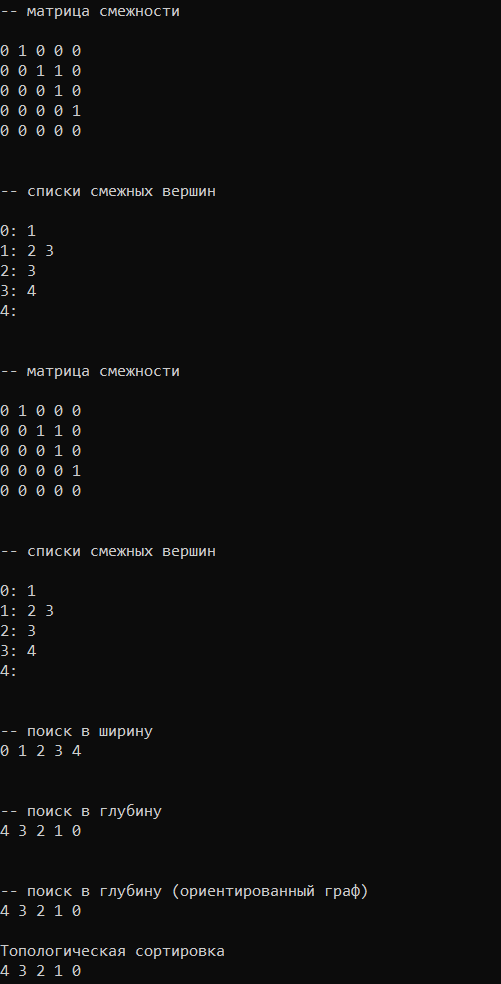 -- матрица смежности
0 1 0 0 0
0 0 1 1 0
0 0 0 1 0
0 0 0 0 1
0 0 0 0 0
-- списки смежных вершин
0: 1
1: 2 3
2: 3
3: 4
4:
-- матрица смежности
0 1 0 0 0
0 0 1 1 0
0 0 0 1 0
0 0 0 0 1
0 0 0 0 0
-- списки смежных вершин
0: 1
1: 2 3
2: 3
3: 4
4:
-- поиск в ширину
0 1 2 3 4
-- поиск в глубину
4 3 2 1 0
-- поиск в глубину (ориентированный граф)
4 3 2 1 0
Топологическая сортировка
4 3 2 1 0